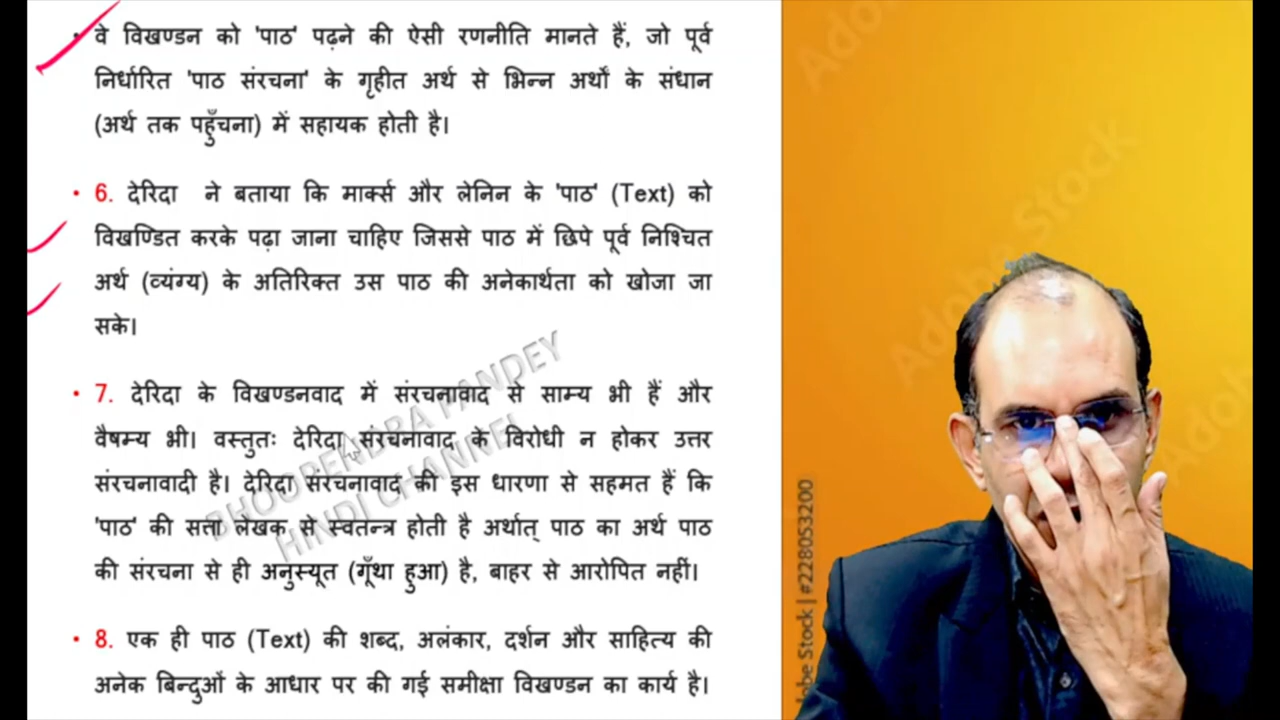 • वे विखण्डन को 'पाठ' पढ़ने की ऐसी रणनीति मानते हैं, जो पूर्व
निर्धारित 'पाठ संरचना' के गृहीत अर्थ से भिन्न अर्थों के संधान
(अर्थ तक पहुँचना) में सहायक होती है।
• 6. देरिदा ने बताया कि मार्क्स और लेनिन के 'पाठ' (Text) को
विखण्डित करके पढ़ा जाना चाहिए जिससे पाठ में छिपे पूर्व निश्चित
अर्थ (व्यंग्य) के अतिरिक्त उस पाठ की अनेकार्थता को खोजा जा
सके।
• 7. देरिदा के विखण्डनवाद में संरचनावाद से साम्य भी हैं और
वैषम्य भी। वस्तुतः देरिदा संरचनावाद के विरोधी न होकर उत्तर
संरचनावादी है। देरिदा संरचनावाद की इस धारणा से सहमत हैं कि
'पाठ' की सत्ता लेखक से स्वतन्त्र होती है अर्थात् पाठ का अर्थ पाठ
की संरचना से ही अनुस्यूत (गूँथा हुआ) है, बाहर से आरोपित नहीं।
• 8. एक ही पाठ (Text) की शब्द, अलंकार, दर्शन और साहित्य की
अनेक बिन्दुओं के आधार पर की गई समीक्षा विखण्डन का कार्य है।
BHOOPENDRA PANDEY
HINDI CHANNEL
Adobe Stock
Adobe Stock | #228053200